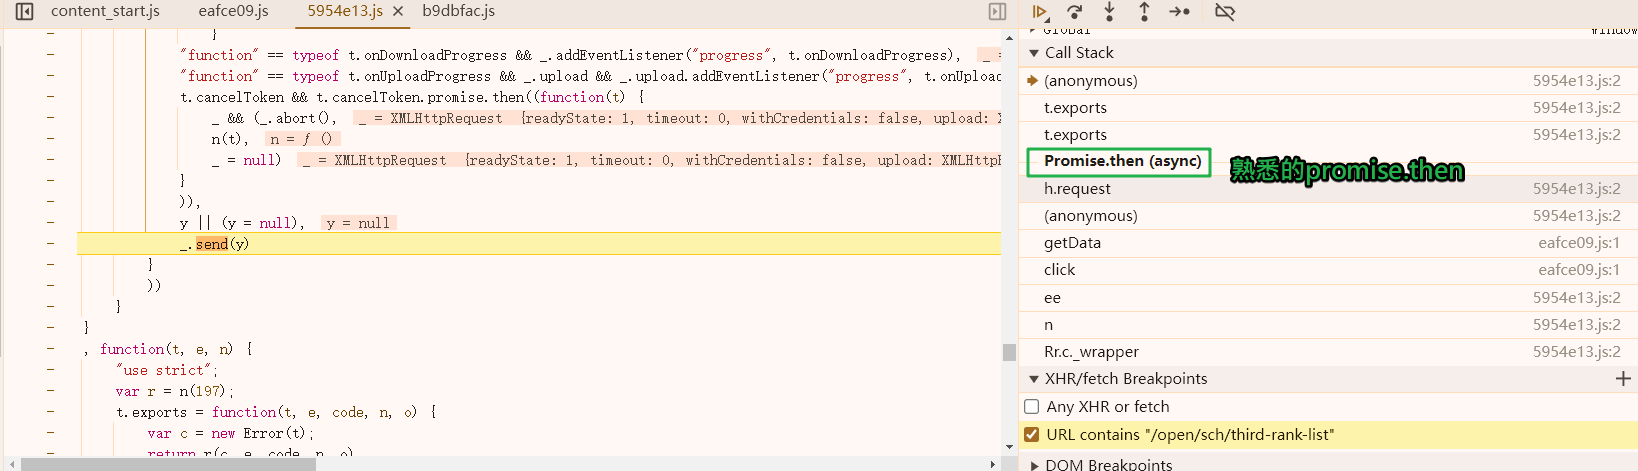 content_start.js eafce09.js 5954e13.js × b9dbfac.js
}
"function" == typeof t.onDownloadProgress && _.addEventListener("progress", t.onDownloadProgress), _ =
"function" == typeof t.onUploadProgress && _.upload && _.upload.addEventListener("progress", t.onUploa
t.cancelToken && t.cancelToken.promise.then((function(t) {
_ && (_.abort(), _ = XMLHttpRequest {readyState: 1, timeout: 0, withCredentials: false, upload: X
n(t), n = ƒ ()
_ = null) _ = XMLHttpRequest {readyState: 1, timeout: 0, withCredentials: false, upload: XMLHttpR
}
)),
y || (y = null), y = null
_.send(y)
}
))
}
}
, function(t, e, n) {
"use strict";
var r = n(197);
t.exports = function(t, e, code, n, o) {
var c = new Error(t);
return r(c, e, code, n, o)
Global Window
Call Stack
(anonymous) 5954e13.js:2
t.exports 5954e13.js:2
t.exports 5954e13.js:2
Promise.then (async) 熟悉的promise.then
h.request 5954e13.js:2
(anonymous) 5954e13.js:2
getData eafce09.js:1
click eafce09.js:1
ee 5954e13.js:2
n 5954e13.js:2
Rr.c._wrapper 5954e13.js:2
XHR/fetch Breakpoints +
Any XHR or fetch
URL contains "/open/sch/third-rank-list"
DOM Breakpoints